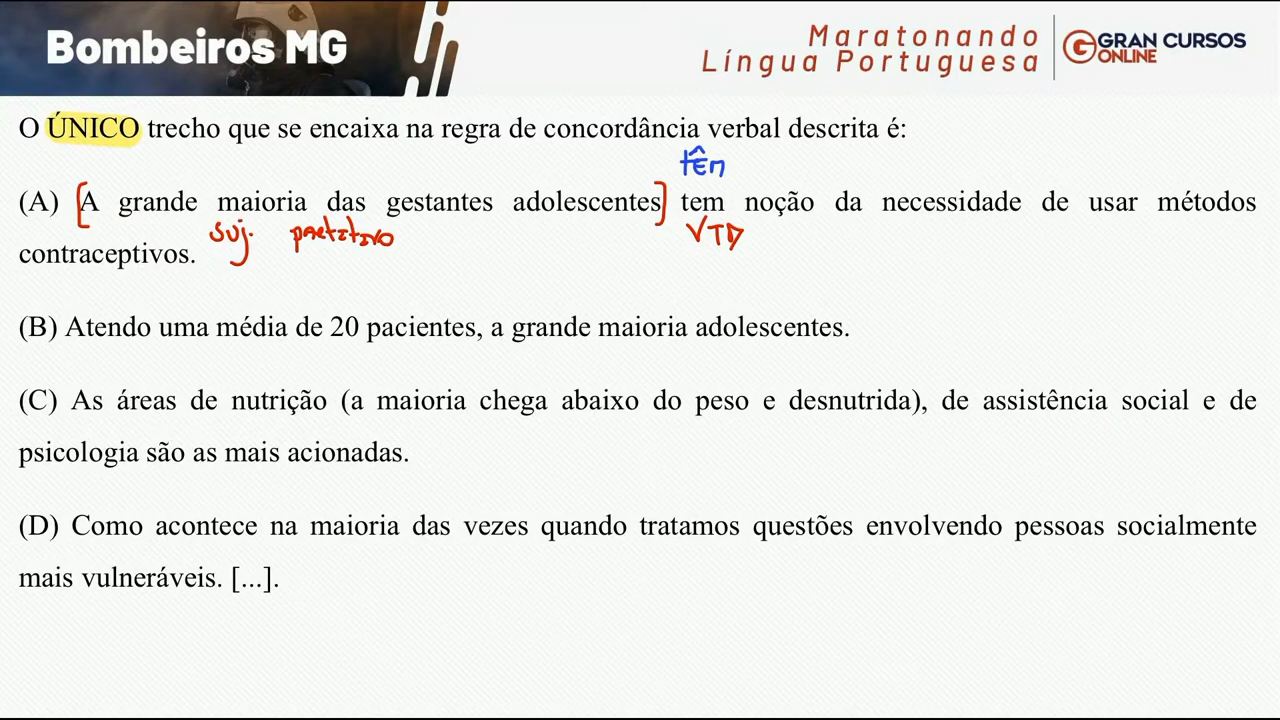 Bombeiros MG
Maratonando
Língua Portuguesa
GRAN CURSOS
ONLINE
O ÚNICO trecho que se encaixa na regra de concordância verbal descrita é:
têm
(A) [A grande maioria das gestantes adolescentes] tem noção da necessidade de usar métodos
suj. partitivo VTD
contraceptivos.
(B) Atendo uma média de 20 pacientes, a grande maioria adolescentes.
(C) As áreas de nutrição (a maioria chega abaixo do peso e desnutrida), de assistência social e de
psicologia são as mais acionadas.
(D) Como acontece na maioria das vezes quando tratamos questões envolvendo pessoas socialmente
mais vulneráveis. [...].